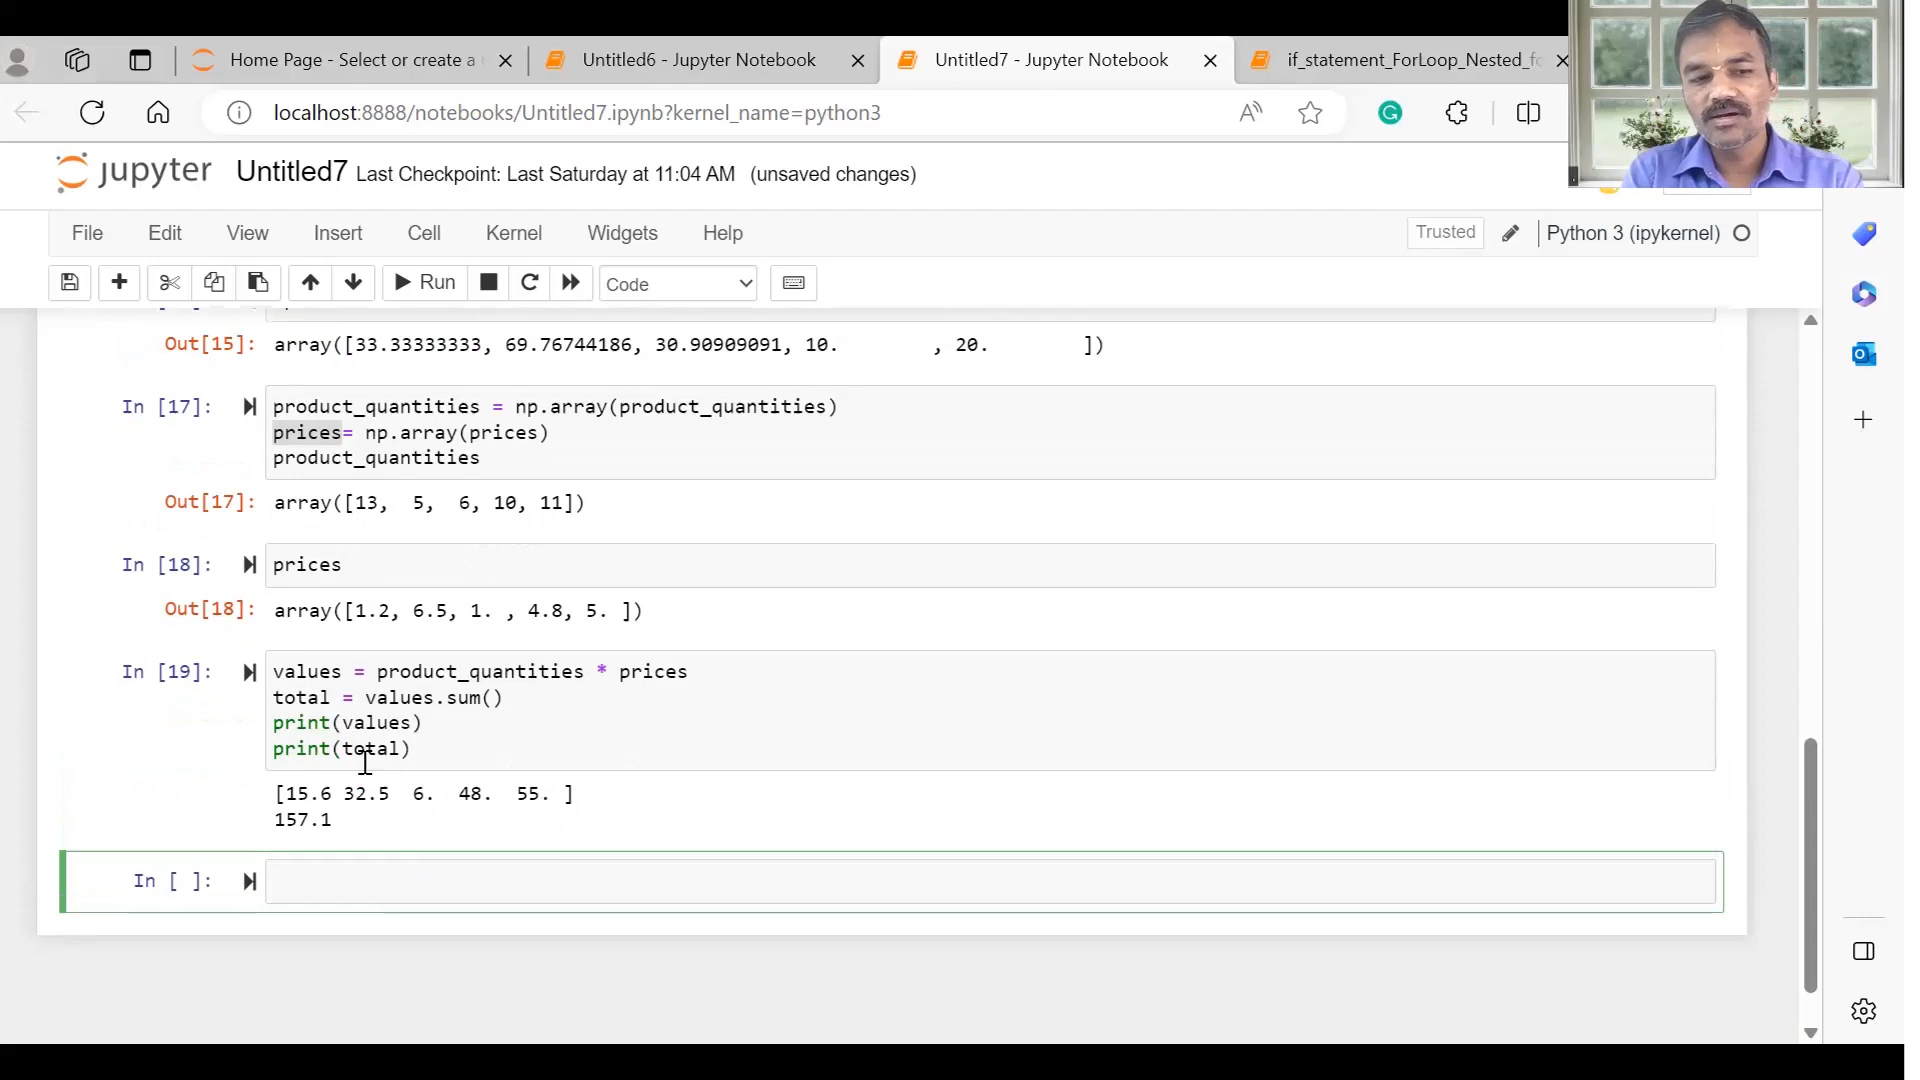 Home Page - Select or create a
Untitled6 - Jupyter Notebook
Untitled7 - Jupyter Notebook
if_statement_ForLoop_Nested_fo
localhost:8888/notebooks/Untitled7.ipynb?kernel_name=python3
jupyter Untitled7 Last Checkpoint: Last Saturday at 11:04 AM (unsaved changes)
File Edit View Insert Cell Kernel Widgets Help Trusted Python 3 (ipykernel)
Run Code
Out[15]: array([33.33333333, 69.76744186, 30.90909091, 10. , 20. ])
In [17]: product_quantities = np.array(product_quantities)
prices= np.array(prices)
product_quantities
Out[17]: array([13, 5, 6, 10, 11])
In [18]: prices
Out[18]: array([1.2, 6.5, 1. , 4.8, 5. ])
In [19]: values = product_quantities * prices
total = values.sum()
print(values)
print(total)
[15.6 32.5 6. 48. 55. ]
157.1
In [ ]: